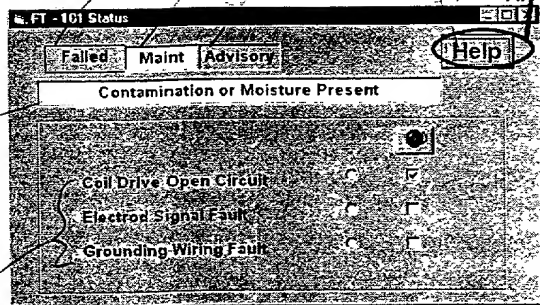 FT - 101 Status
Failed Maint Advisory Help
Contamination or Moisture Present
Coil Drive Open Circuit
Electrod Signal Fault
Grounding Wiring Fault